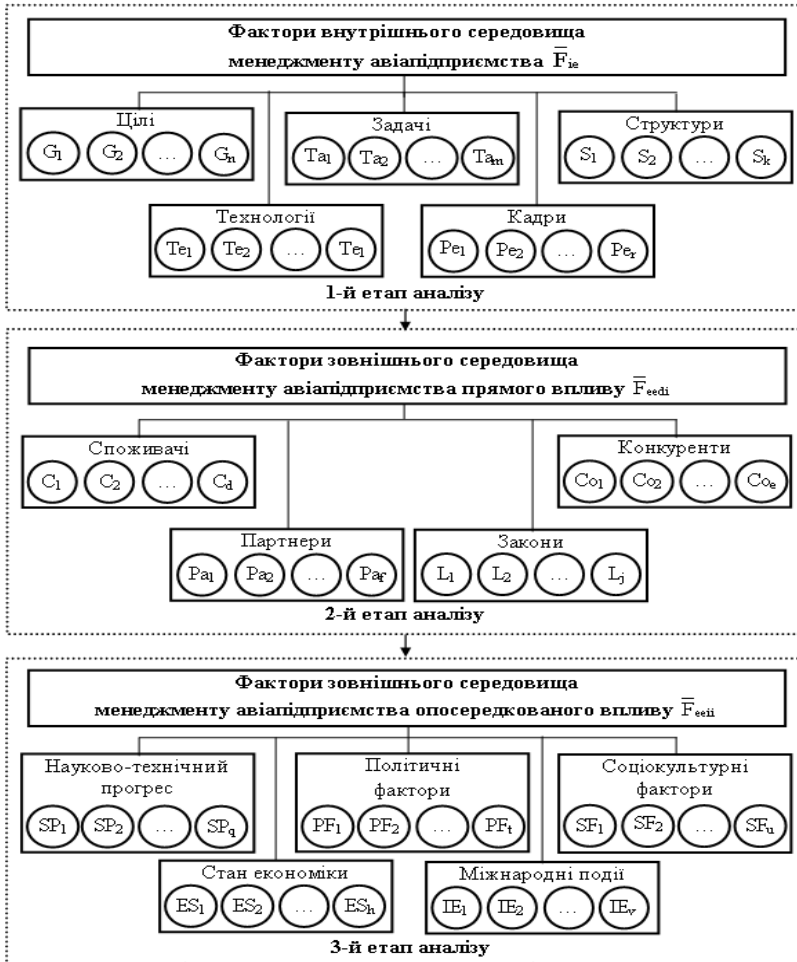 Фактори внутрішнього середовища
менеджменту авіапідприємства F̅ie
Цілі
G1 G2 ... Gn
Задачі
Ta1 Ta2 ... Tam
Структури
S1 S2 ... Sk
Технології
Te1 Te2 ... Tel
Кадри
Pe1 Pe2 ... Per
1-й етап аналізу
Фактори зовнішнього середовища
менеджменту авіапідприємства прямого впливу F̅eedi
Споживачі
C1 C2 ... Cd
Конкуренти
Co1 Co2 ... Coe
Партнери
Pa1 Pa2 ... Paf
Закони
L1 L2 ... Lj
2-й етап аналізу
Фактори зовнішнього середовища
менеджменту авіапідприємства опосередкованого впливу F̅eeii
Науково-технічний
прогрес
SP1 SP2 ... SPq
Політичні
фактори
PF1 PF2 ... PFt
Соціокультурні
фактори
SF1 SF2 ... SFu
Стан економіки
ES1 ES2 ... ESh
Міжнародні події
IE1 IE2 ... IEv
3-й етап аналізу